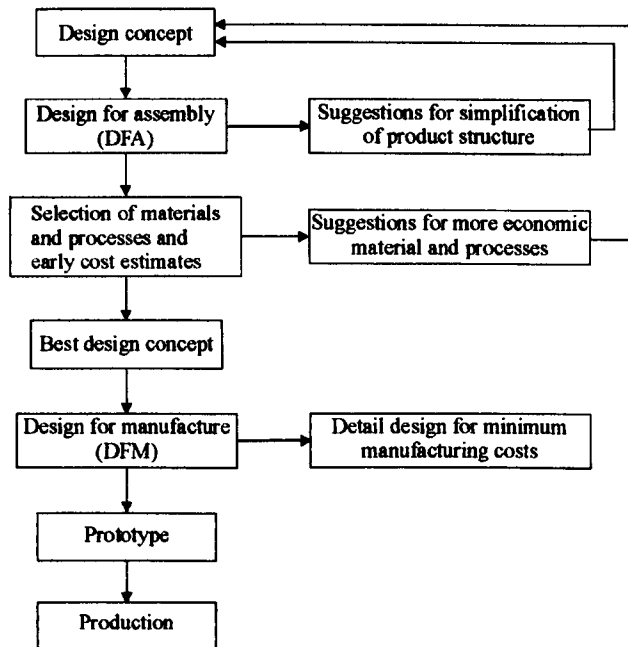 Design concept
Design for assembly
(DFA)
Suggestions for simplification
of product structure
Selection of materials
and processes and
early cost estimates
Suggestions for more economic
material and processes
Best design concept
Design for manufacture
(DFM)
Detail design for minimum
manufacturing costs
Prototype
Production